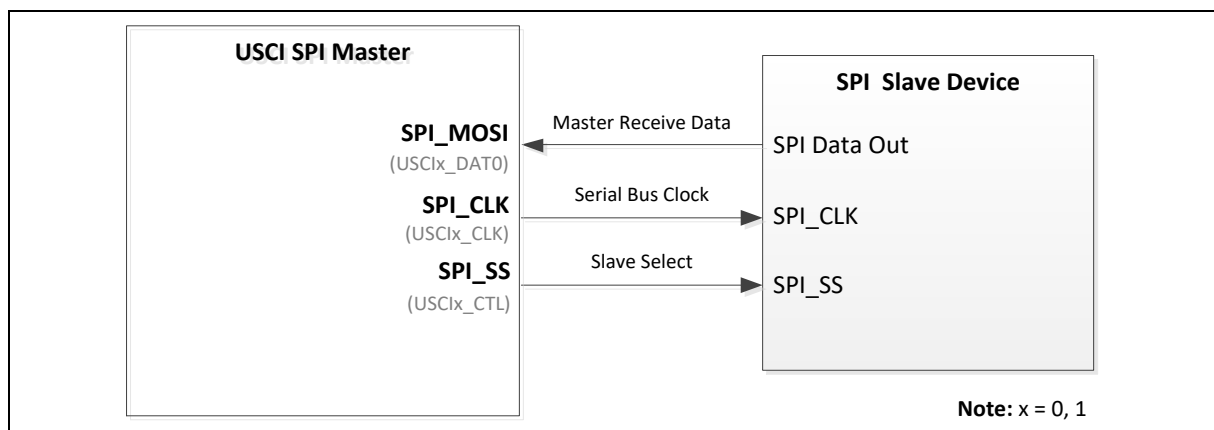 USCI SPI Master
SPI_MOSI
(USCIx_DAT0)
SPI_CLK
(USCIx_CLK)
SPI_SS
(USCIx_CTL)
Master Receive Data
Serial Bus Clock
Slave Select
SPI Slave Device
SPI Data Out
SPI_CLK
SPI_SS
Note: x = 0, 1